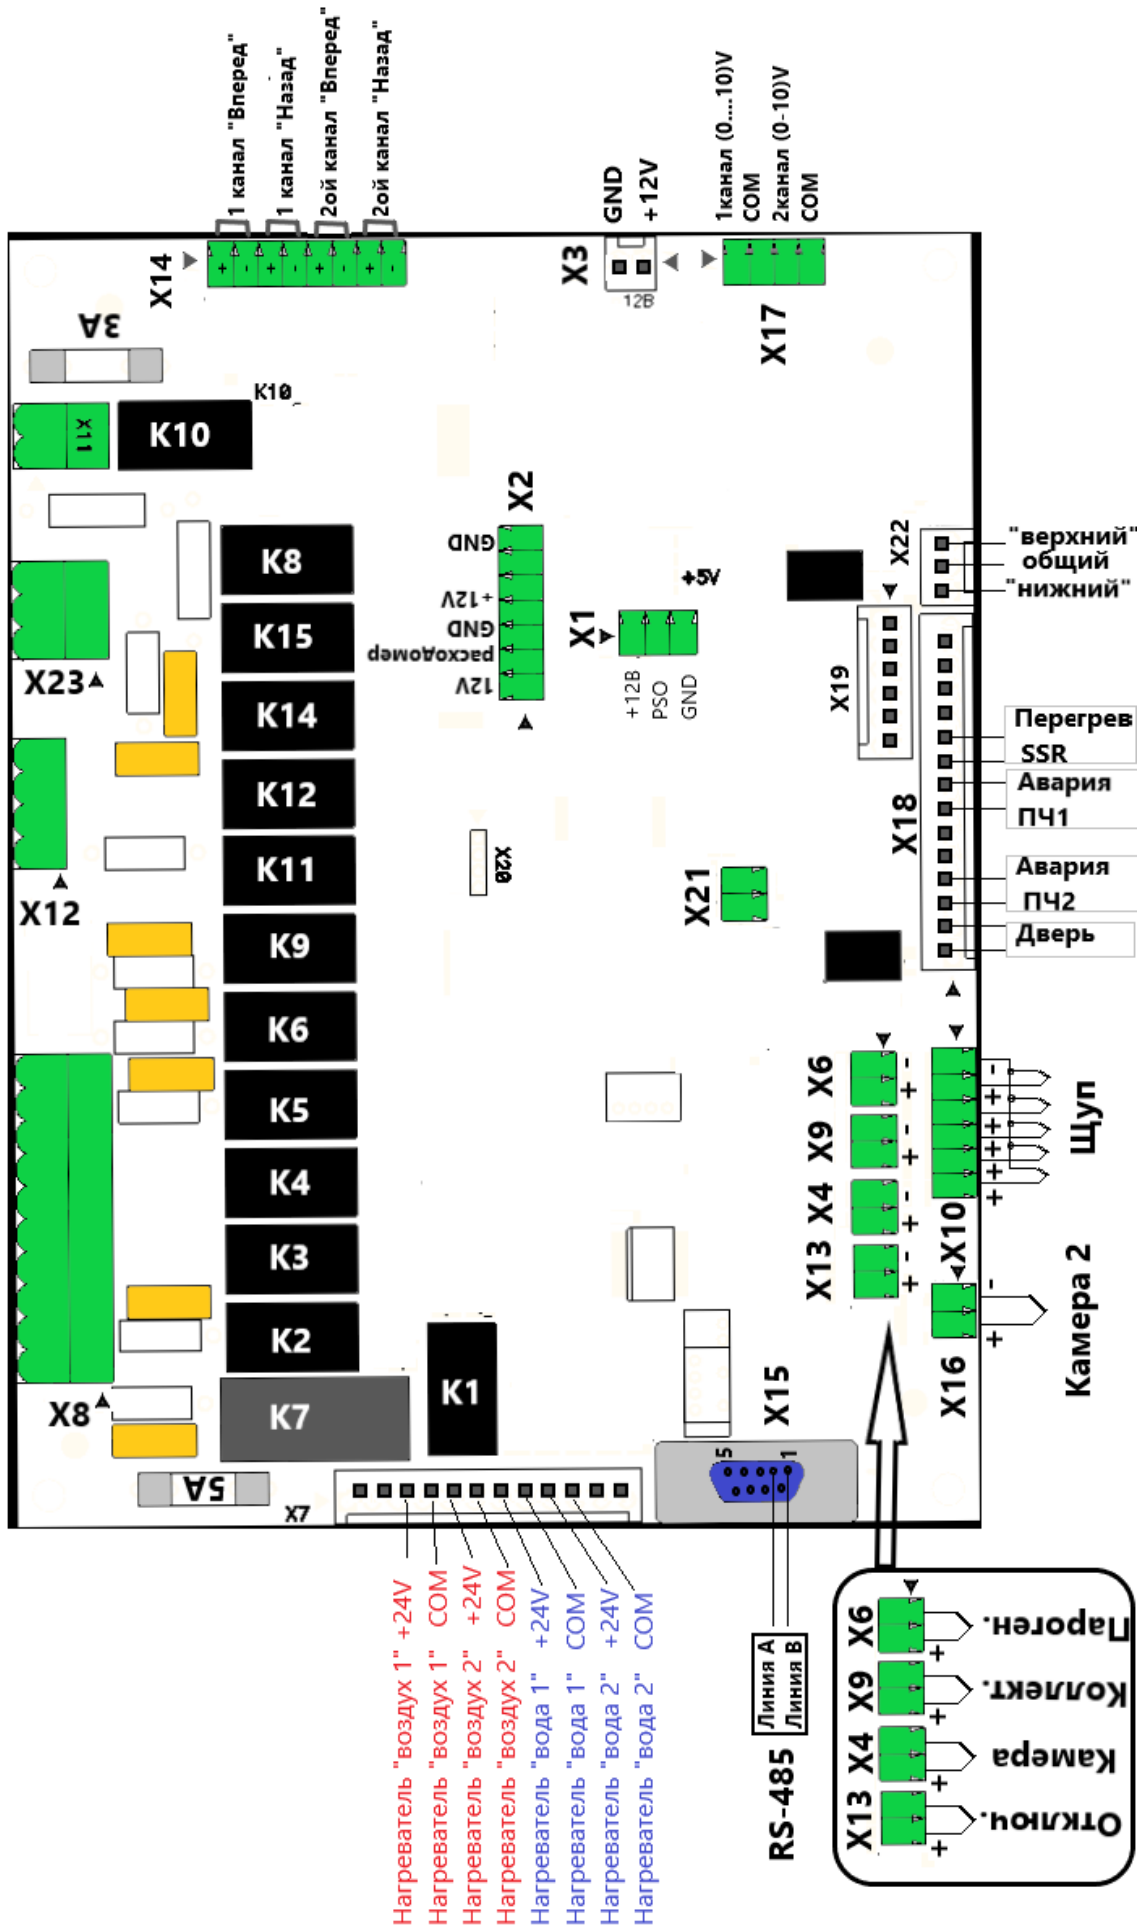 1 канал "Вперед"
1 канал "Назад"
2ой канал "Вперед"
2ой канал "Назад"
GND
+12V
1канал (0....10)V
COM
2канал (0-10)V
COM
X14
X3
12В
X17
3A
X11
K10
K10
X2
GND
+12V
GND
расходомер
12V
X1
+5V
+12В
PSO
GND
X22
"верхний"
общий
"нижний"
K8
K15
K14
K12
K11
K9
K6
K5
K4
K3
K2
K7
K1
X23
X12
X8
5A
X7
X20
X21
X19
X18
Перегрев
SSR
Авария
ПЧ1
Авария
ПЧ2
Дверь
X6
- +
X9
- +
X4
- +
X13
- +
X10
- + + + + +
Щуп
X16
- +
Камера 2
X15
5
1
Нагреватель "воздух 1" +24V
Нагреватель "воздух 1" COM
Нагреватель "воздух 2" +24V
Нагреватель "воздух 2" COM
Нагреватель "вода 1" +24V
Нагреватель "вода 1" COM
Нагреватель "вода 2" +24V
Нагреватель "вода 2" COM
RS-485
Линия A
Линия B
X6
+
Пароген.
X9
+
Коллект.
X4
+
Камера
X13
+
Отключ.